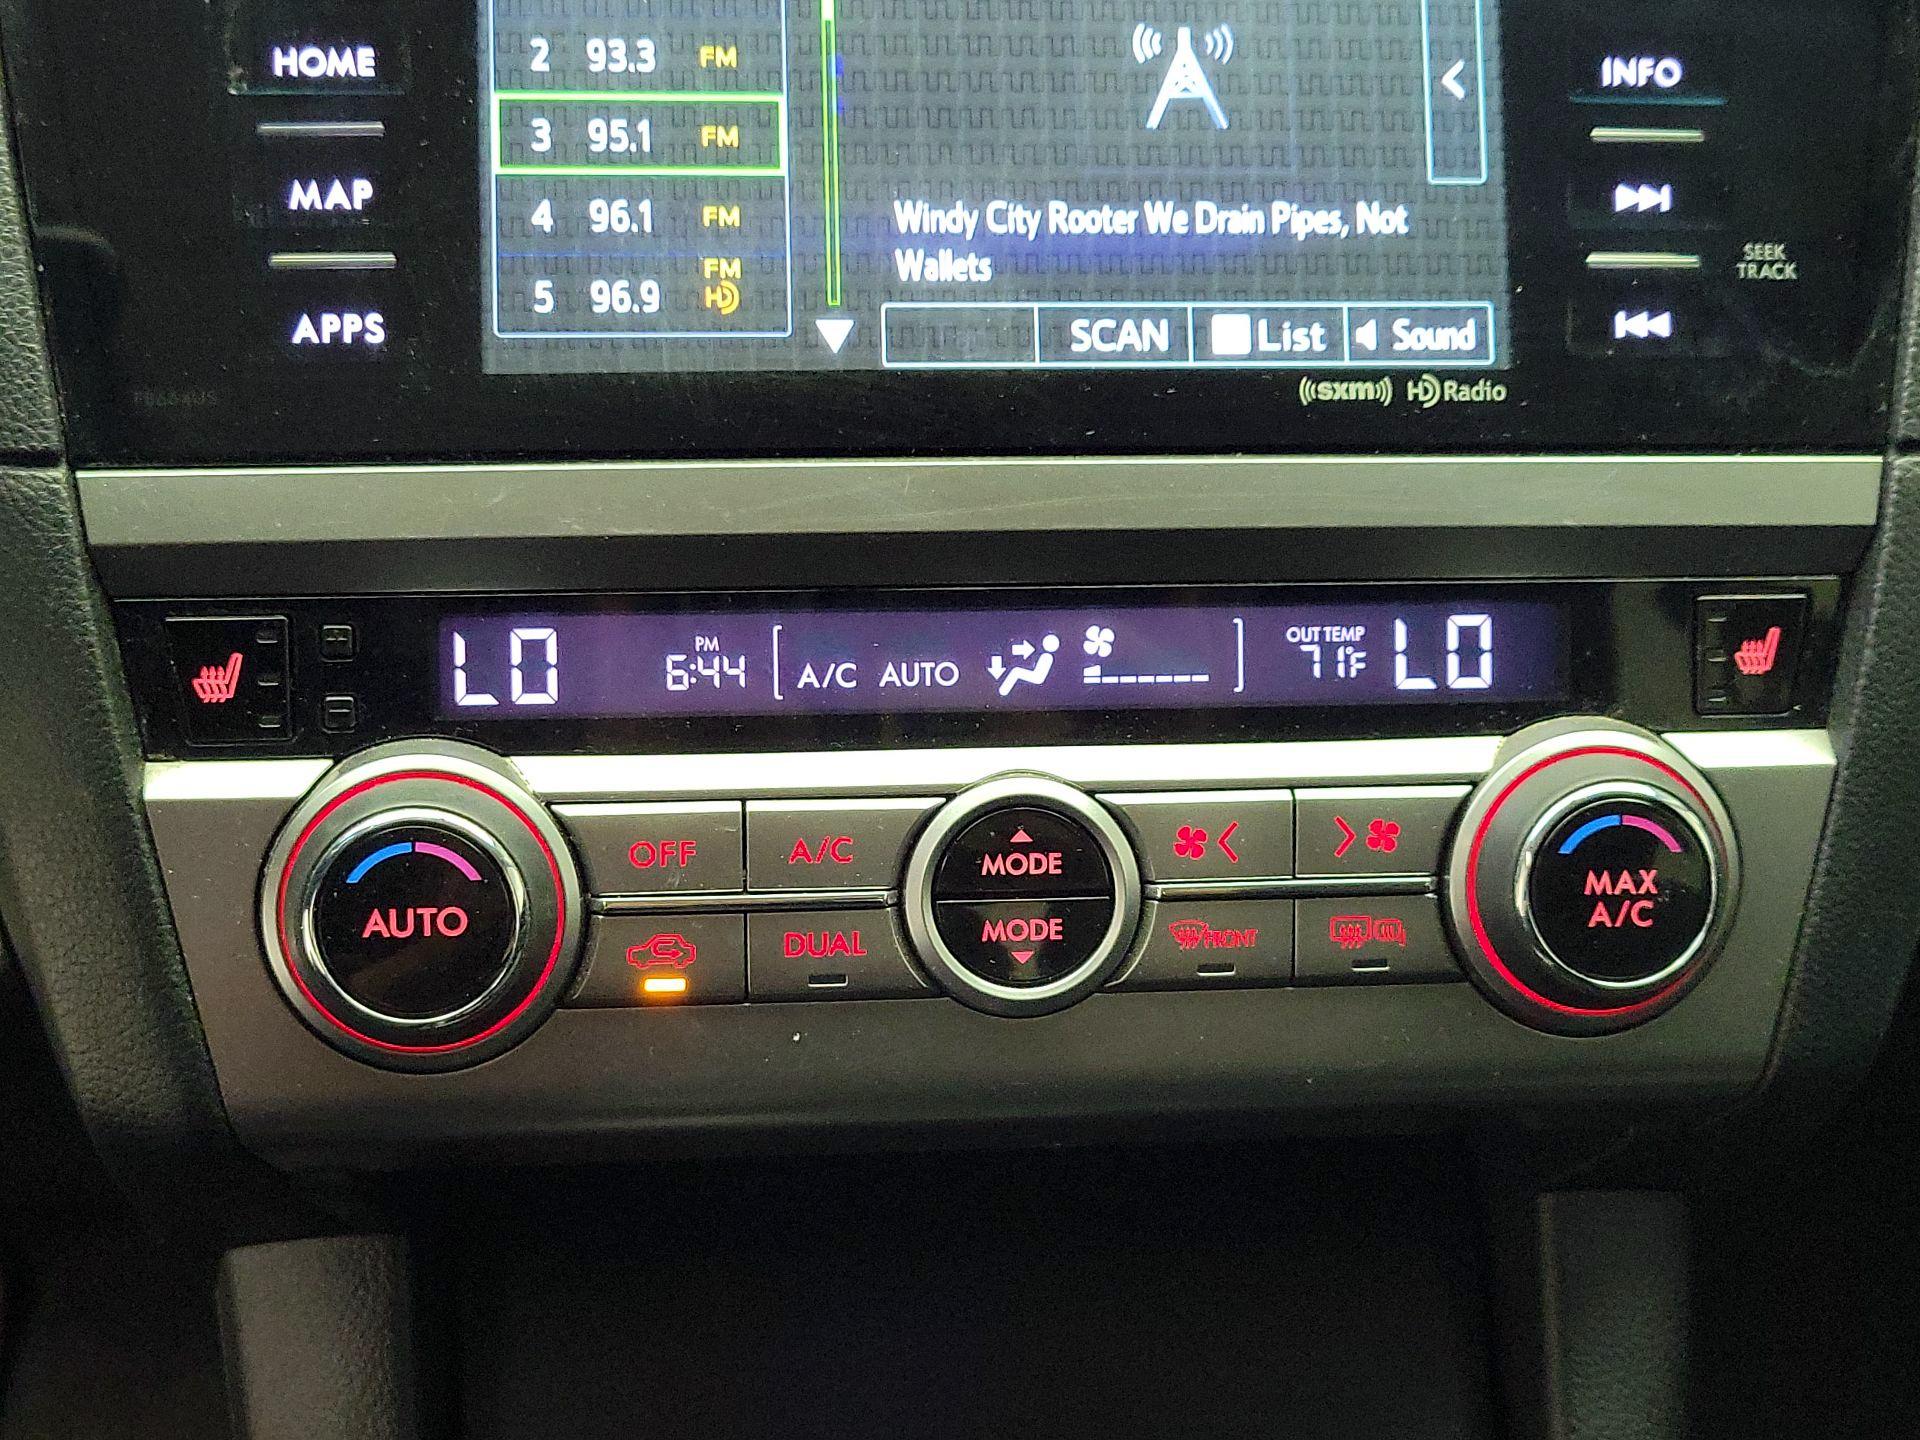 HOME
MAP
APPS
2 93.3 FM
3 95.1 FM
4 96.1 FM
5 96.9 FM HD
Windy City Rooter We Drain Pipes, Not
Wallets
SCAN List Sound
INFO
SEEK
TRACK
((sxm)) HD Radio
LO PM 6:44 A/C AUTO OUT TEMP 71°F LO
AUTO
OFF A/C
DUAL
MODE
MODE
FRONT
MAX
A/C